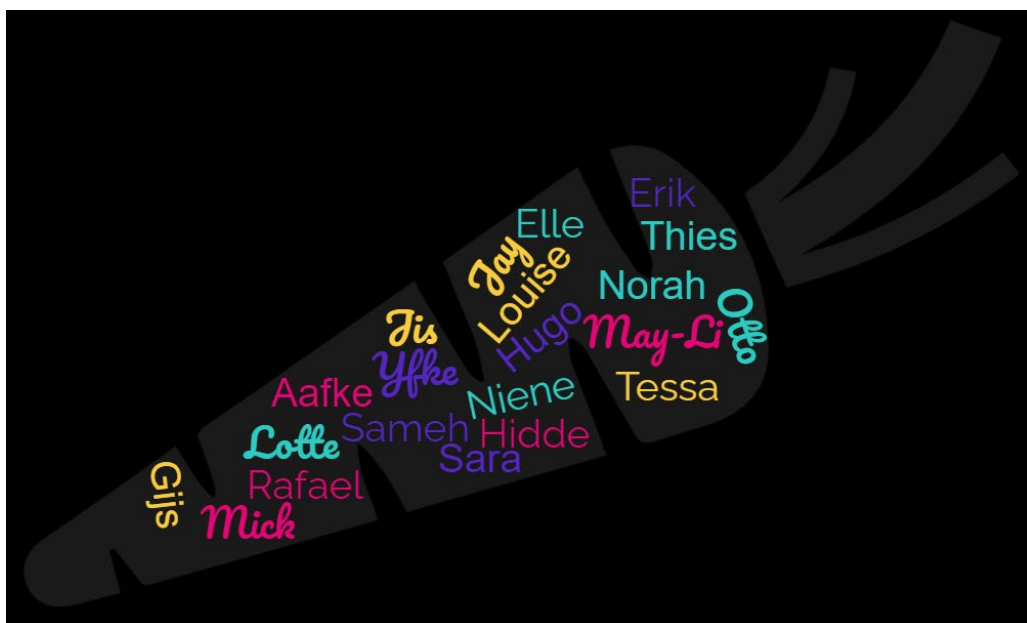 Erik
Elle
Thies
Jay
Louise
Norah
Otto
Hugo
May-Li
Jis
Yfke
Tessa
Aafke
Niene
Lotte
Sameh
Hidde
Sara
Gijs
Rafael
Mick